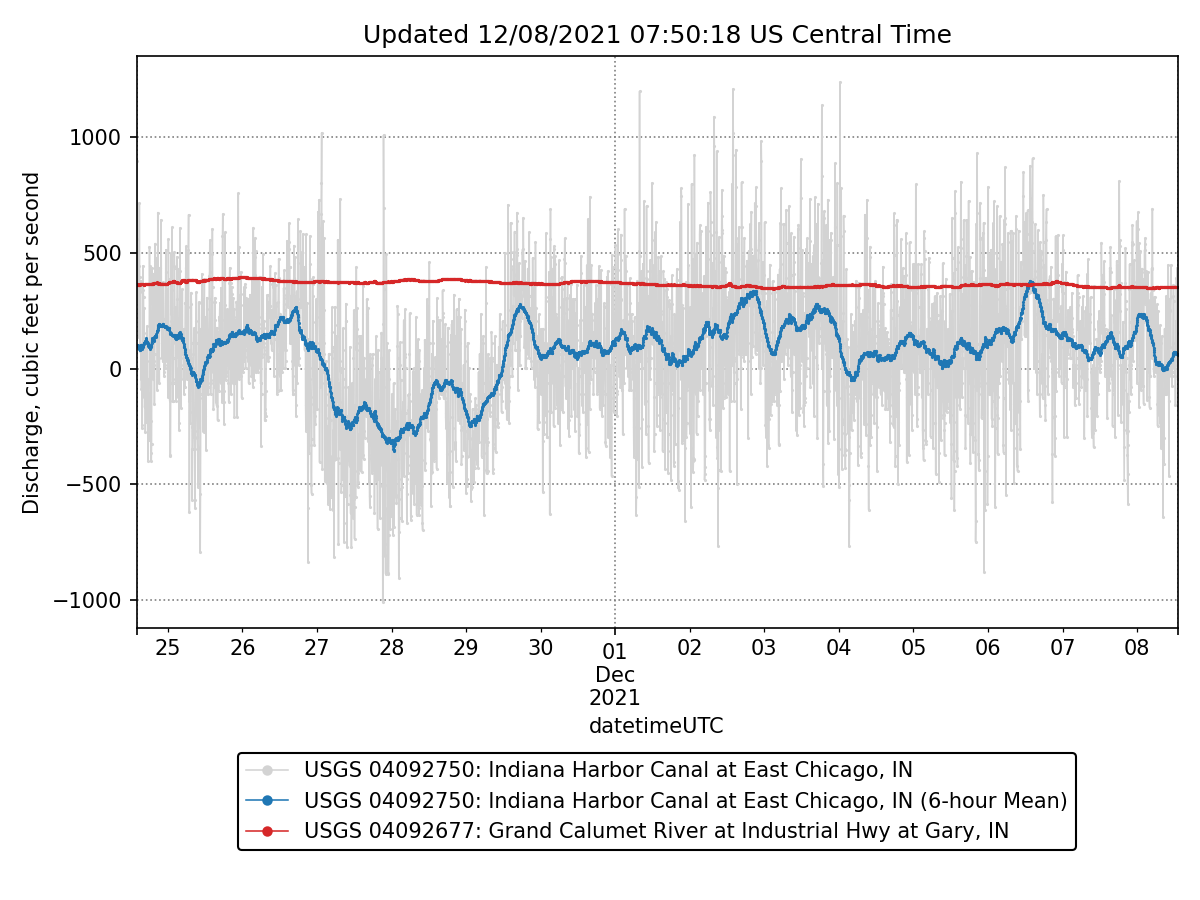 Updated 12/08/2021 07:50:18 US Central Time
Discharge, cubic feet per second
1000
500
0
−500
−1000
25 26 27 28 29 30 01 02 03 04 05 06 07 08
Dec
2021
datetimeUTC
USGS 04092750: Indiana Harbor Canal at East Chicago, IN
USGS 04092750: Indiana Harbor Canal at East Chicago, IN (6-hour Mean)
USGS 04092677: Grand Calumet River at Industrial Hwy at Gary, IN